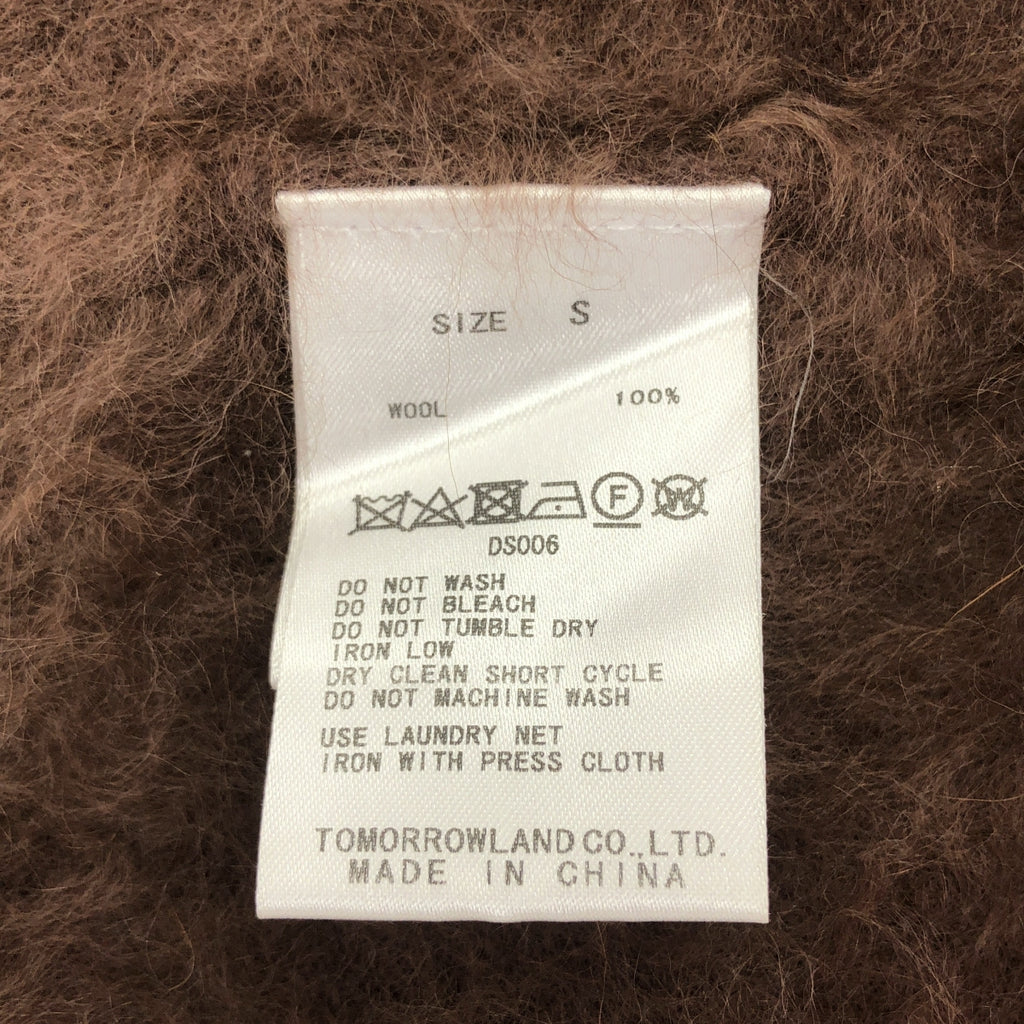 SIZE S
WOOL 100%
F W
DS006
DO NOT WASH
DO NOT BLEACH
DO NOT TUMBLE DRY
IRON LOW
DRY CLEAN SHORT CYCLE
DO NOT MACHINE WASH
USE LAUNDRY NET
IRON WITH PRESS CLOTH
TOMORROWLAND CO.,LTD.
MADE IN CHINA